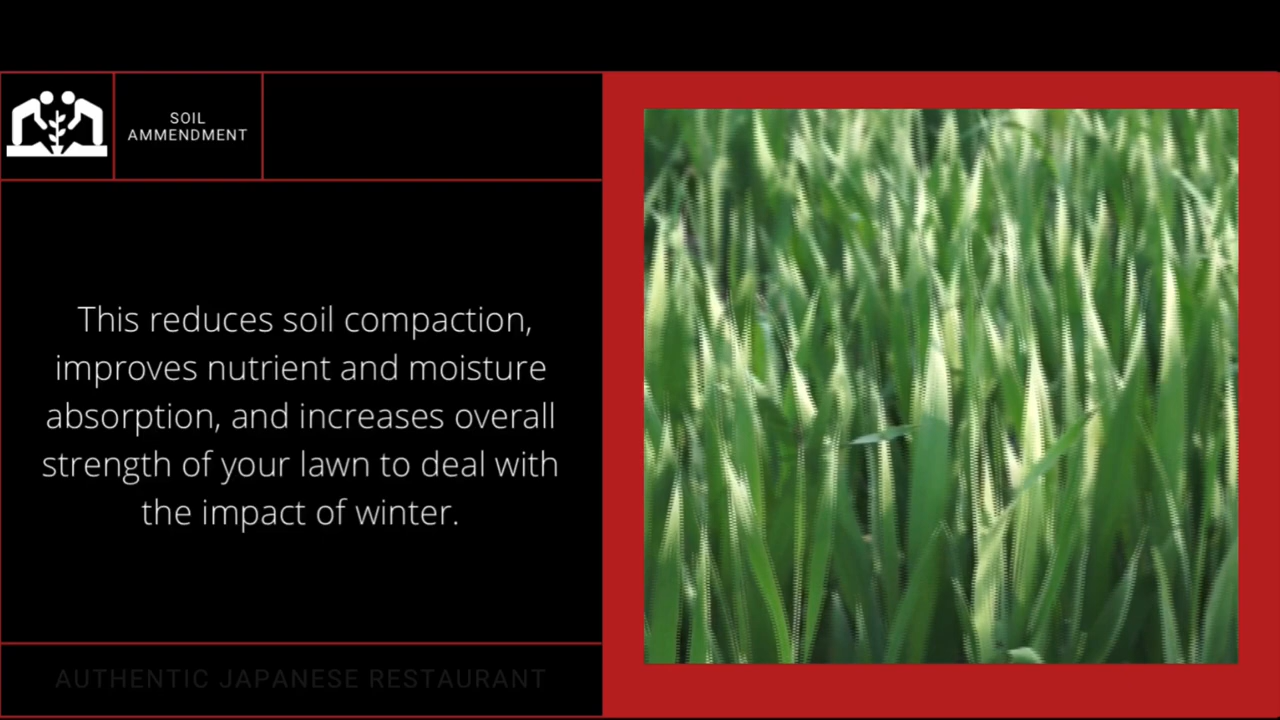 SOIL
AMMENDMENT
This reduces soil compaction,
improves nutrient and moisture
absorption, and increases overall
strength of your lawn to deal with
the impact of winter.
AUTHENTIC JAPANESE RESTAURANT